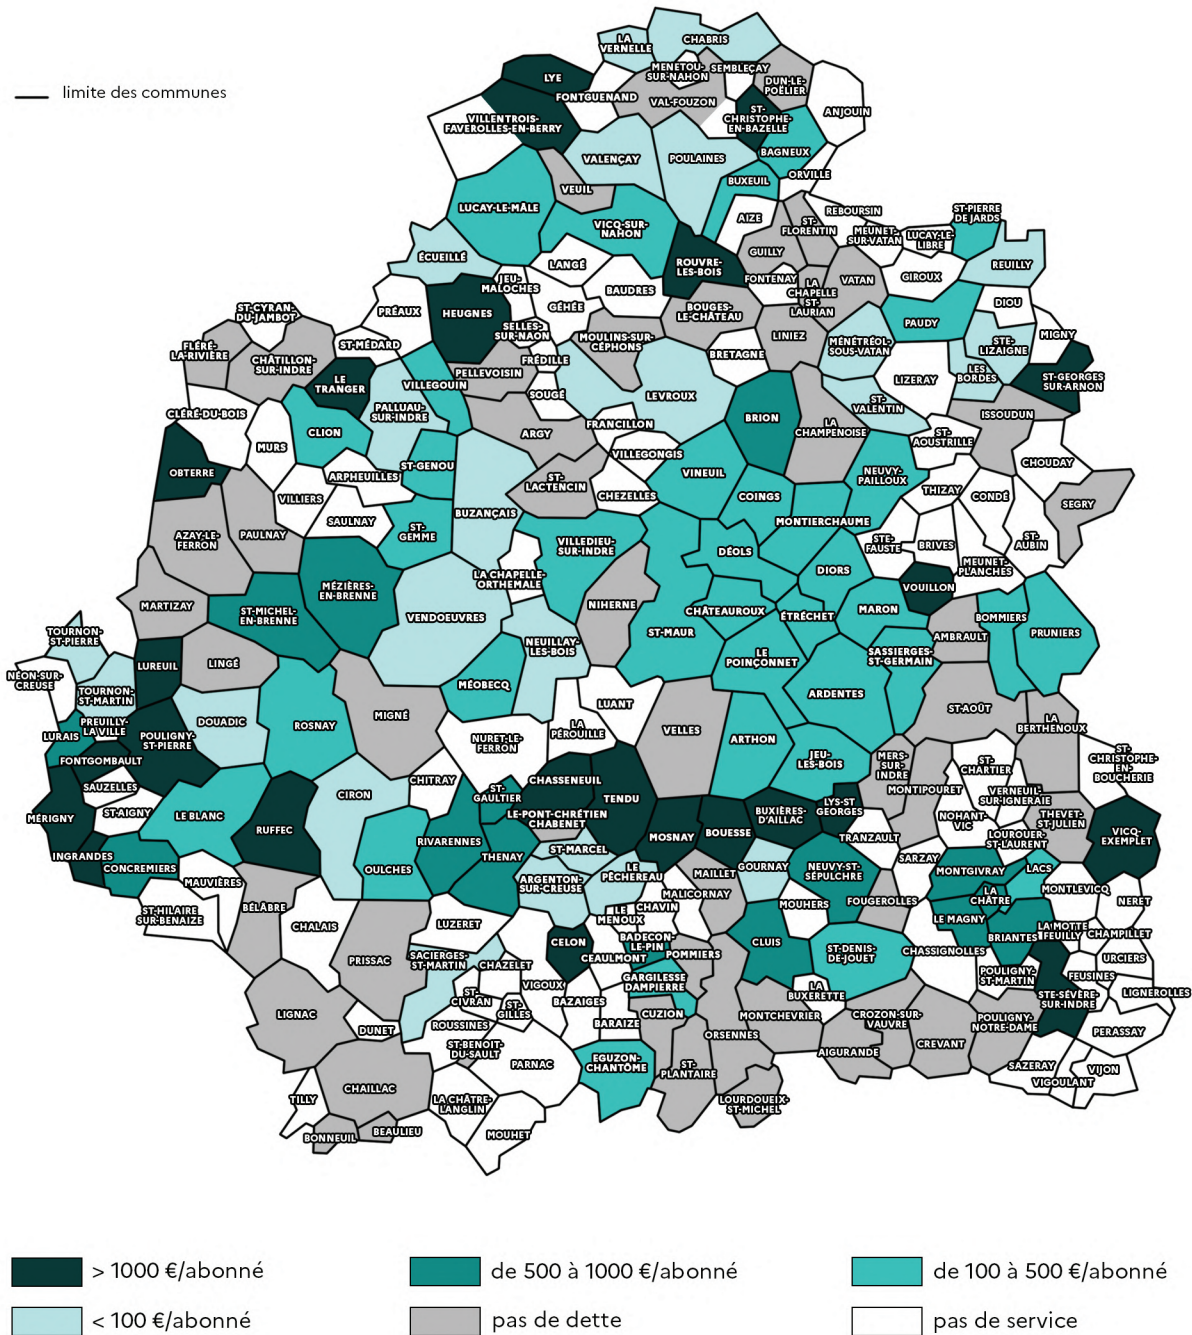 LA
VERNELLE
CHABRIS
LYE
MENETOU-
SUR-NAHON
SEMBLEÇAY
DUN-LE-
POËLIER
limite des communes
FONTGUENAND
VAL-FOUZON
ST-
CHRISTOPHE
EN-BAZELLE
ANJOUIN
VILLENTROIS-
FAVEROLLES-EN-BERRY
VALENÇAY
POULAINES
BAGNEUX
BUXEUIL
ORVILLE
VEUIL
LUCAY-LE-MÂLE
VICQ-SUR-
NAHON
AIZE
ST-
FLORENTIN
REBOURSIN
MEUNET-
SUR-VATAN
LUCAY-LE-
LIBRE
ST-PIERRE
DE JARDS
ÉCUEILLÉ
LANGÉ
ROUVRE-
LES-BOIS
GUILLY
FONTENAY
VATAN
GIROUX
REUILLY
JEU-
MALOCHES
BAUDRES
LA
CHAPELLE
ST-
LAURIAN
DIOU
PRÉAUX
HEUGNES
GÉHÉE
BOUGES-
LE-CHÂTEAU
PAUDY
ST-CYRAN-
DU-JAMBOT
SELLES-
SUR-NAON
MOULINS-SUR-
CÉPHONS
LINIEZ
MÉNÉTRÉOL-
SOUS-VATAN
STE-
LIZAIGNE
MIGNY
FLÉRÉ-
LA-RIVIÈRE
CHÂTILLON-
SUR-INDRE
ST-MÉDARD
FRÉDILLE
BRETAGNE
LE
TRANGER
VILLEGOUIN
PELLEVOISIN
LIZERAY
LES
BORDES
ST-GEORGES
SUR-ARNON
SOUGÉ
LEVROUX
CLÉRÉ-DU-BOIS
PALLUAU-
SUR-INDRE
ST-
VALENTIN
ISSOUDUN
CLION
FRANCILLON
BRION
LA
CHAMPENOISE
MURS
ARGY
VILLEGONGIS
ST-
AOUSTRILLE
OBTERRE
ARPHEUILLES
ST-GENOU
VINEUIL
NEUVY-
PAILLOUX
CHOUDAY
VILLIERS
ST-
LACTENCIN
CHEZELLES
COINGS
THIZAY
CONDÉ
SEGRY
AZAY-LE-
FERRON
PAULNAY
SAULNAY
BUZANÇAIS
MONTIERCHAUME
ST-
GEMME
VILLEDIEU-
SUR-INDRE
DÉOLS
STE-
FAUSTE
BRIVES
ST-
AUBIN
MEUNET-
PLANCHES
DIORS
LA CHAPELLE-
ORTHEMALE
VOUILLON
MÉZIÈRES-
EN-BRENNE
MARTIZAY
ST-MICHEL-
EN-BRENNE
VENDOEUVRES
NIHERNE
CHÂTEAUROUX
ÉTRÉCHET
MARON
BOMMIERS
TOURNON-
ST-PIERRE
ST-MAUR
AMBRAULT
PRUNIERS
NEUILLAY-
LES-BOIS
LE
POINÇONNET
SASSIERGES-
ST-GERMAIN
LUREUIL
LINGÉ
NÉON-SUR-
CREUSE
MÉOBECQ
ARDENTES
TOURNON-
ST-MARTIN
DOUADIC
ROSNAY
MIGNÉ
LUANT
ST-AOÛT
PREUILLY-
LA-VILLE
LURAIS
POULIGNY-
ST-PIERRE
NURET-LE-
FERRON
LA
PÉROUILLE
VELLES
ARTHON
LA
BERTHENOUX
FONTGOMBAULT
JEU-
LES-BOIS
MERS-
SUR-
INDRE
ST-
CHARTIER
ST-
CHRISTOPHE-
EN-
BOUCHERIE
SAUZELLES
CHITRAY
CHASSENEUIL
MONTIPOURET
VERNEUIL-
SUR-IGNERAIE
CIRON
ST-
GAULTIER
TENDU
MÉRIGNY
ST-AIGNY
LE BLANC
RUFFEC
LE-PONT-CHRÉTIEN
CHABENET
BUXIÈRES-
D'AILLAC
LYS-ST
GEORGES
NOHANT-
VIC
THEVET-
ST-JULIEN
MOSNAY
BOUESSE
TRANZAULT
LOUROUER-
ST-LAURENT
VICQ-
EXEMPLET
RIVARENNES
ST-MARCEL
INGRANDES
CONCREMIERS
THENAY
SARZAY
OULCHES
LE
PÊCHEREAU
MAILLET
GOURNAY
NEUVY-ST-
SÉPULCHRE
MONTGIVRAY
LACS
MAUVIÈRES
ARGENTON-
SUR-CREUSE
MALICORNAY
MONTLEVICQ
BÉLÂBRE
CHAVIN
MOUHERS
FOUGEROLLES
LA
CHÂTRE
NERET
ST-HILAIRE
SUR-BENAIZE
CHALAIS
LUZERET
LE
MENOUX
LE MAGNY
LA MOTTE
FEUILLY
CHAMPILLET
CELON
BADECON-
LE-PIN
CLUIS
BRIANTES
PRISSAC
SACIERGES-
ST-MARTIN
CHAZELET
CEAULMONT
POMMIERS
ST-DENIS-
DE-JOUET
CHASSIGNOLLES
URCIERS
VIGOUX
GARGILESSE
DAMPIERRE
LA
BUXERETTE
POULIGNY-
ST-MARTIN
FEUSINES
LIGNEROLLES
ST-
CIVRAN
BAZAIGES
STE-SÉVÈRE-
SUR-INDRE
LIGNAC
ST-
GILLES
CUZION
MONTCHEVRIER
CROZON-SUR-
VAUVRE
POULIGNY-
NOTRE-DAME
DUNET
ROUSSINES
BARAIZE
ORSENNES
PERASSAY
ST-BENOIT-
DU-SAULT
AIGURANDE
CREVANT
PARNAC
EGUZON-
CHANTÔME
ST-
PLANTAIRE
SAZERAY
VIJON
CHAILLAC
VIGOULANT
TILLY
LA CHÂTRE-
LANGLIN
LOURDOUEIX-
ST-MICHEL
BONNEUIL
BEAULIEU
MOUHET
> 1000 €/abonné
de 500 à 1000 €/abonné
de 100 à 500 €/abonné
< 100 €/abonné
pas de dette
pas de service